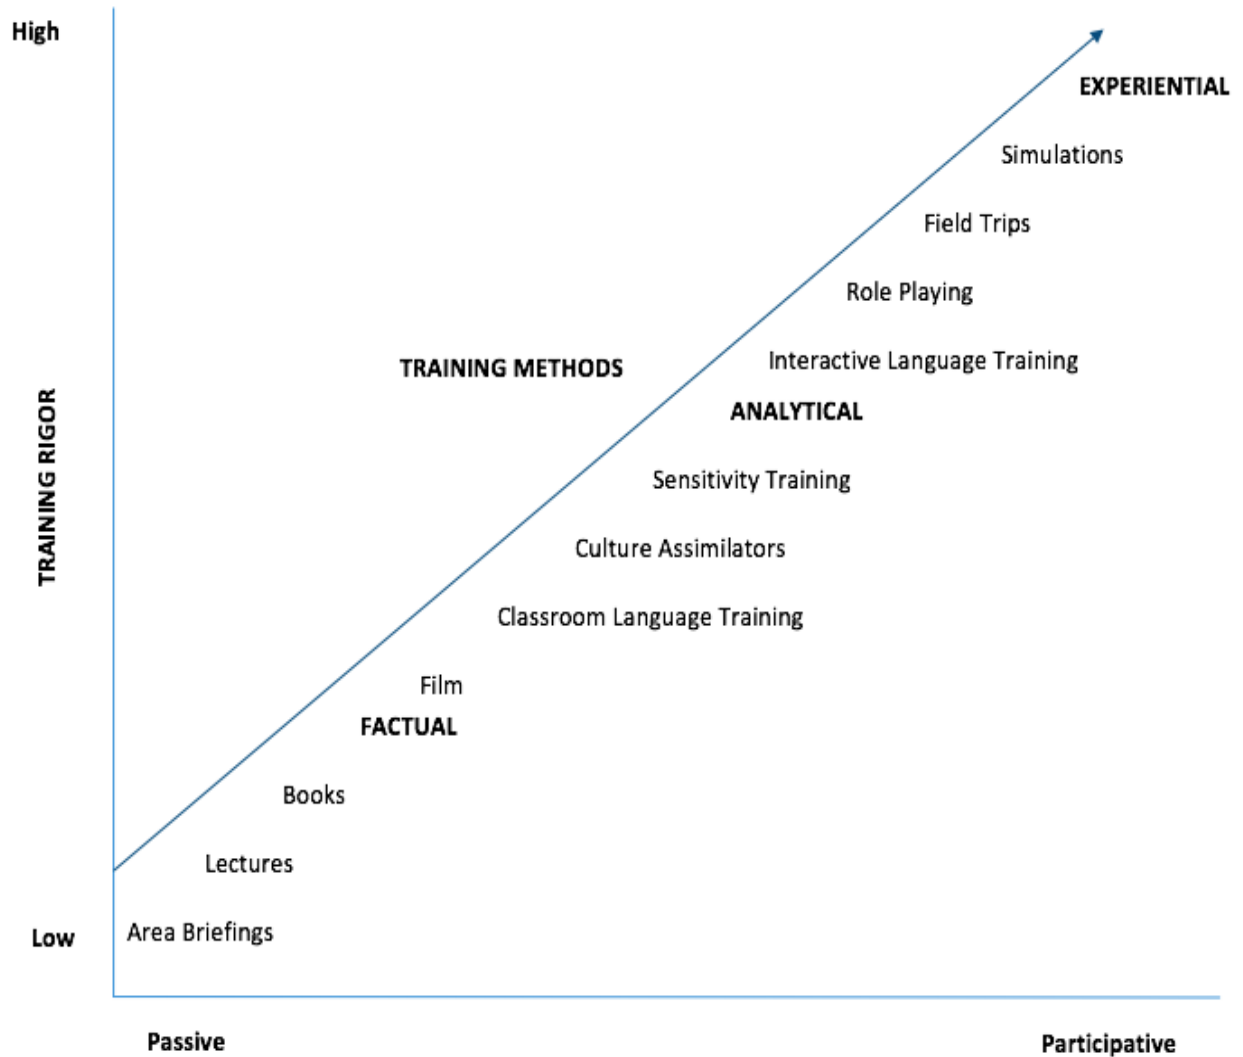 High
EXPERIENTIAL
Simulations
Field Trips
Role Playing
Interactive Language Training
TRAINING METHODS
ANALYTICAL
TRAINING RIGOR
Sensitivity Training
Culture Assimilators
Classroom Language Training
Film
FACTUAL
Books
Lectures
Area Briefings
Low
Passive
Participative